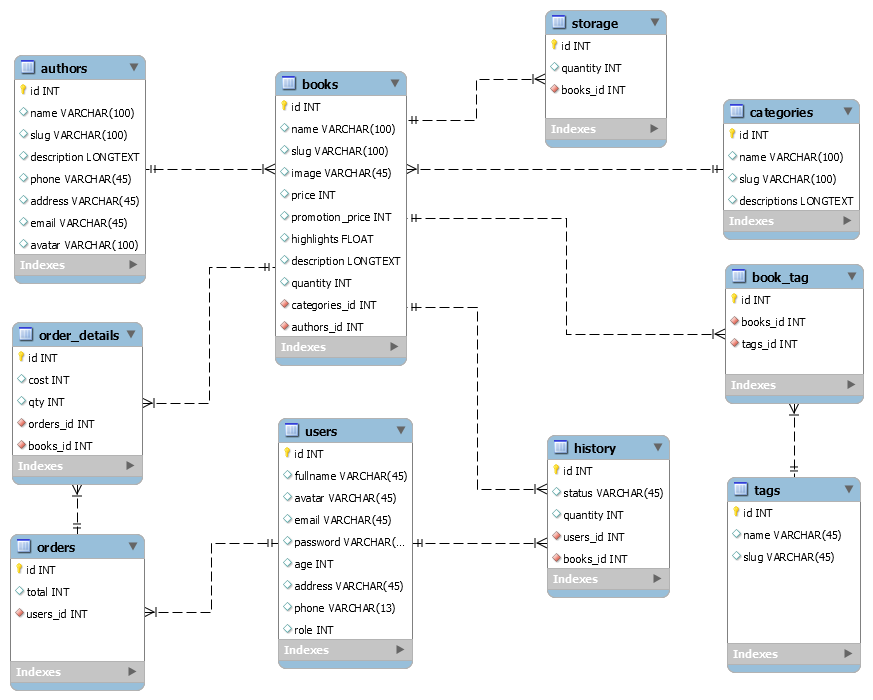 authors
id INT
name VARCHAR(100)
slug VARCHAR(100)
description LONGTEXT
phone VARCHAR(45)
address VARCHAR(45)
email VARCHAR(45)
avatar VARCHAR(100)
Indexes
books
id INT
name VARCHAR(100)
slug VARCHAR(100)
image VARCHAR(45)
price INT
promotion_price INT
highlights FLOAT
description LONGTEXT
quantity INT
categories_id INT
authors_id INT
Indexes
storage
id INT
quantity INT
books_id INT
Indexes
categories
id INT
name VARCHAR(100)
slug VARCHAR(100)
descriptions LONGTEXT
Indexes
book_tag
id INT
books_id INT
tags_id INT
Indexes
order_details
id INT
cost INT
qty INT
orders_id INT
books_id INT
Indexes
users
id INT
fullname VARCHAR(45)
avatar VARCHAR(45)
email VARCHAR(45)
password VARCHAR(...
age INT
address VARCHAR(45)
phone VARCHAR(13)
role INT
Indexes
history
id INT
status VARCHAR(45)
quantity INT
users_id INT
books_id INT
Indexes
tags
id INT
name VARCHAR(45)
slug VARCHAR(45)
Indexes
orders
id INT
total INT
users_id INT
Indexes